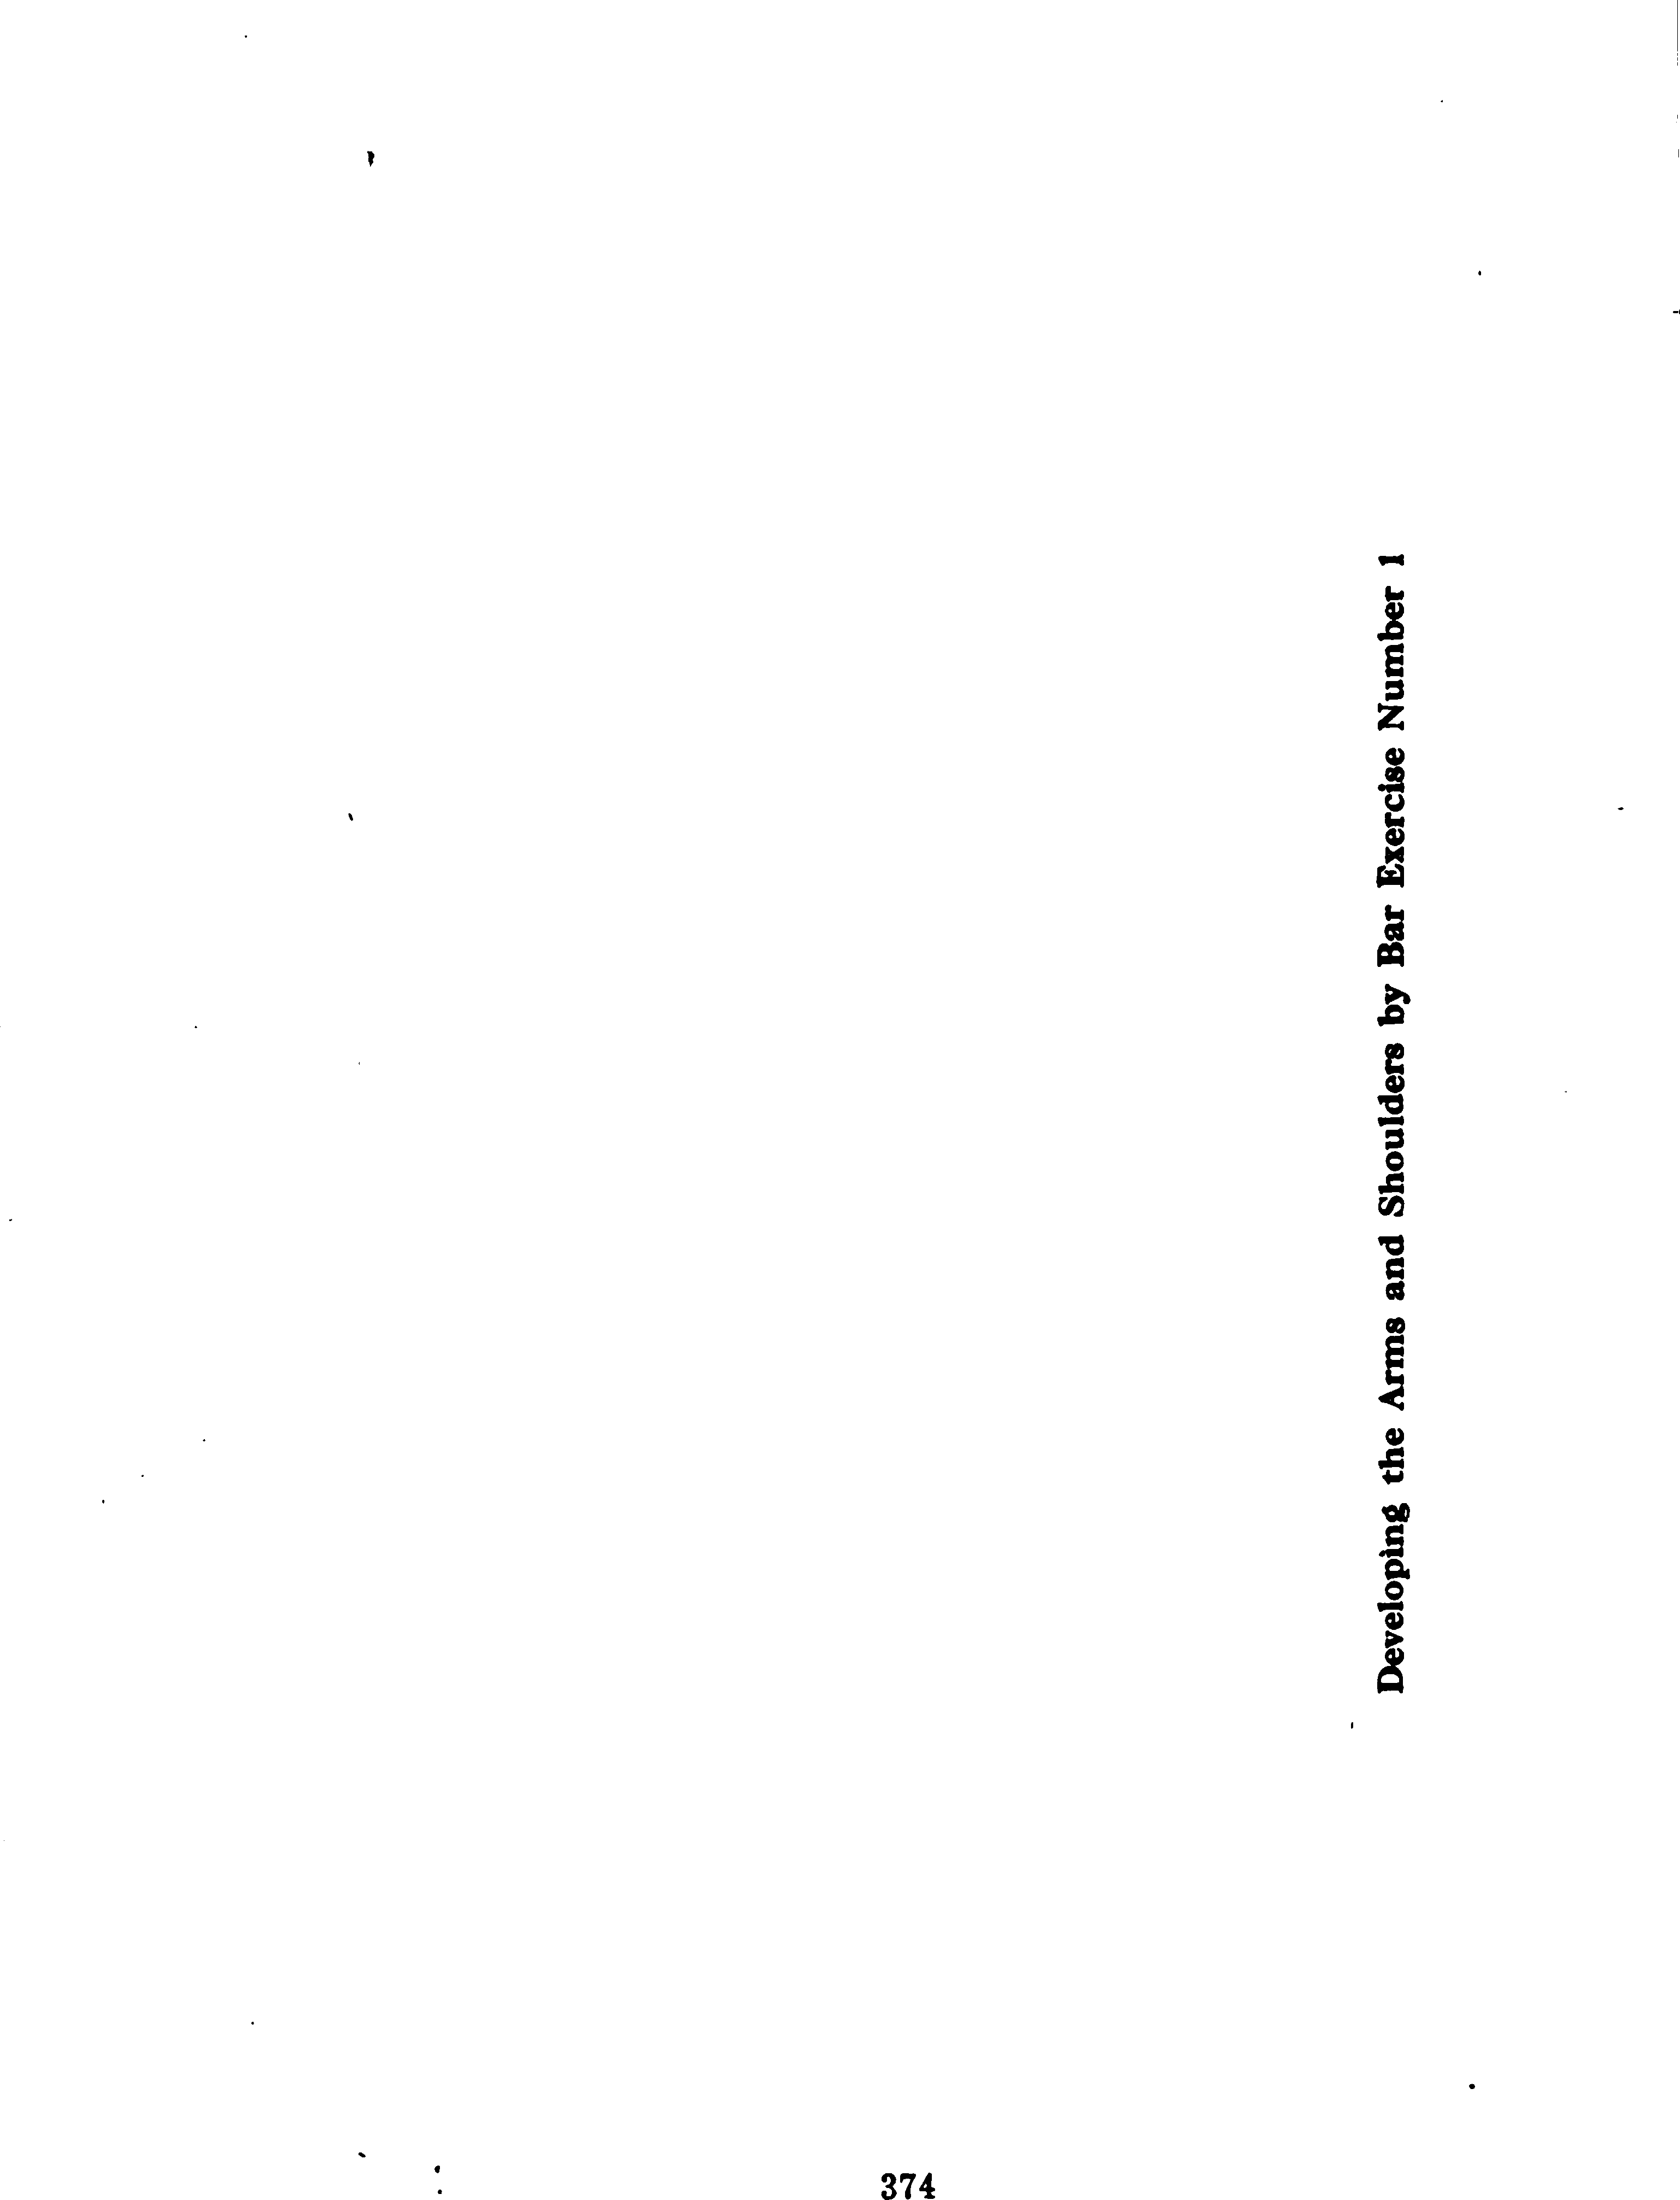 Developing the Arms and Shoulders by Bar Exercise Number 1
374